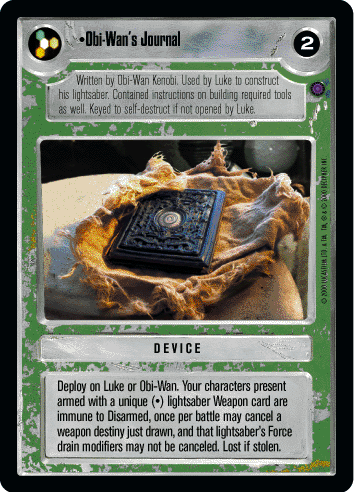 •Obi-Wan's Journal
2
Written by Obi-Wan Kenobi. Used by Luke to construct
his lightsaber. Contained instructions on building required tools
as well. Keyed to self-destruct if not opened by Luke.
DEVICE
Deploy on Luke or Obi-Wan. Your characters present
armed with a unique (•) lightsaber Weapon card are
immune to Disarmed, once per battle may cancel a
weapon destiny just drawn, and that lightsaber's Force
drain modifiers may not be canceled. Lost if stolen.